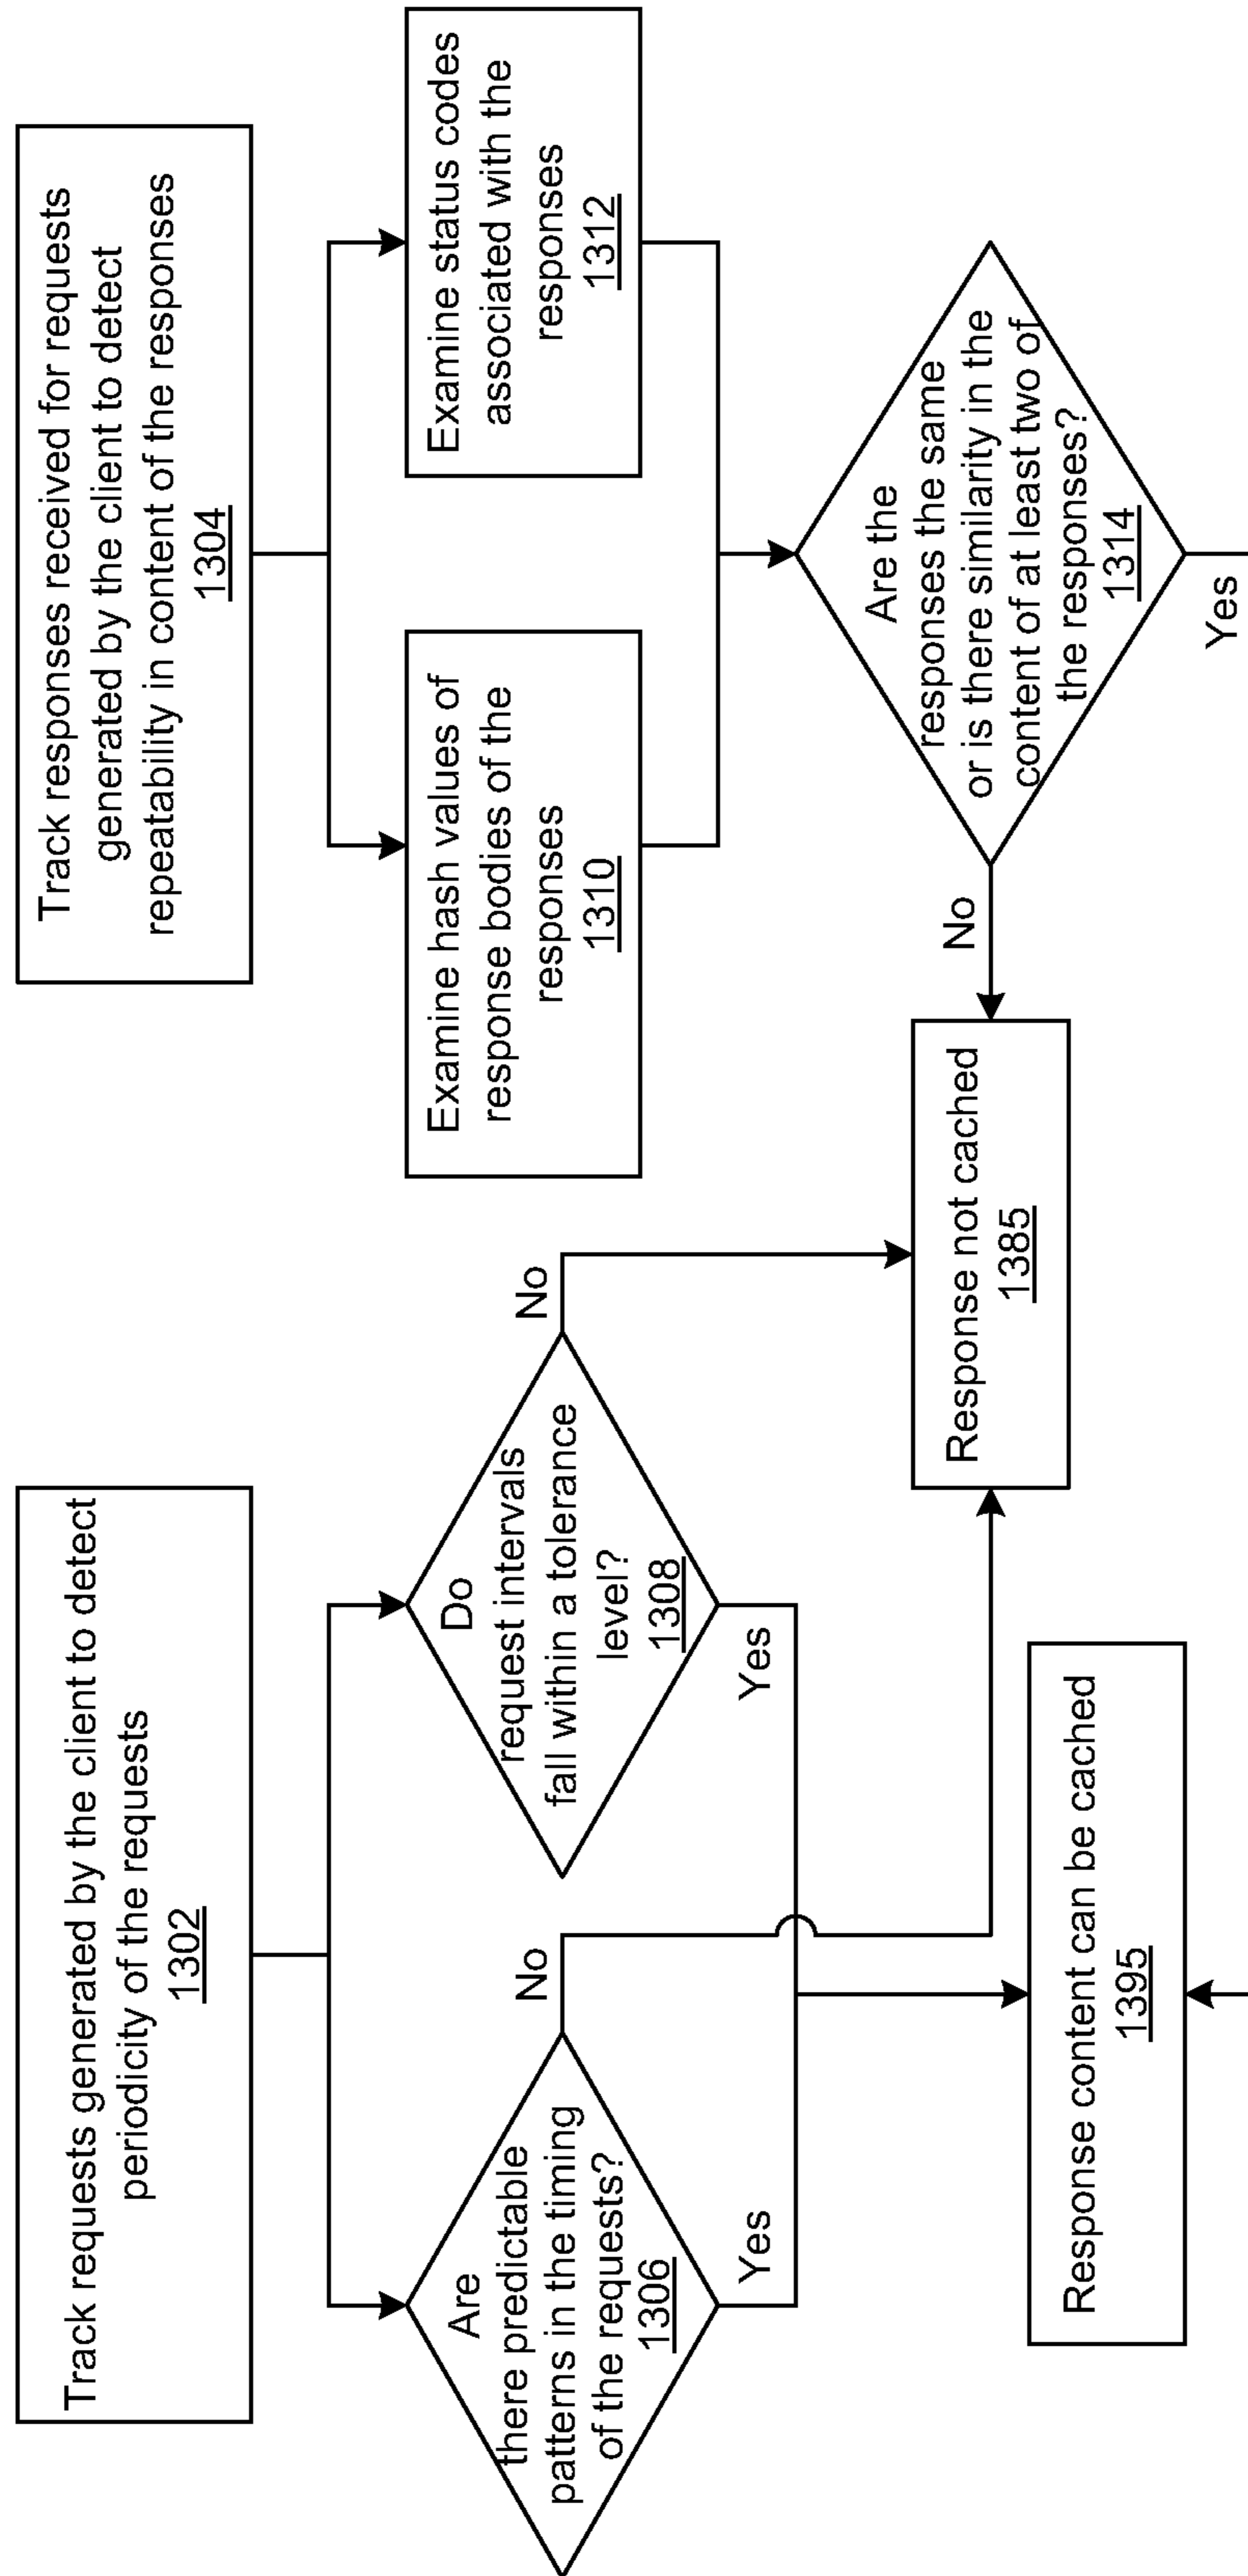 Track requests generated by the client to detect
periodicity of the requests
1302
Are
there predictable
patterns in the timing
of the requests?
1306
No
Yes
Do
request intervals
fall within a tolerance
level?
1308
No
Yes
Response content can be cached
1395
Response not cached
1385
Track responses received for requests
generated by the client to detect
repeatability in content of the responses
1304
Examine hash values of
response bodies of the
responses
1310
Examine status codes
associated with the
responses
1312
Are the
responses the same
or is there similarity in the
content of at least two of
the responses?
1314
No
Yes